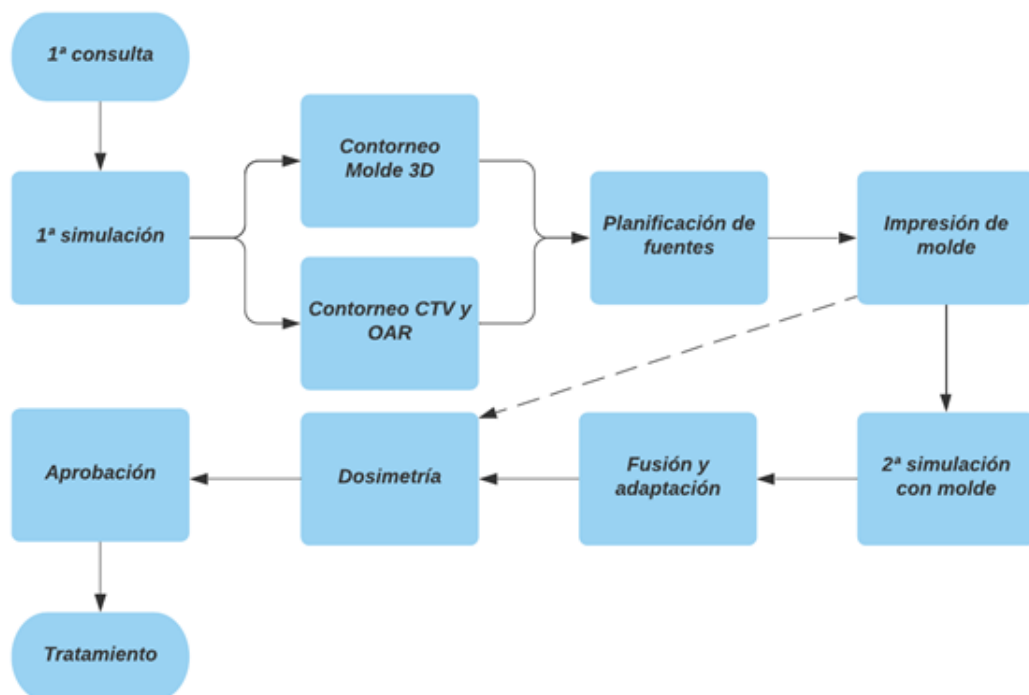 1ª consulta
1ª simulación
Contorneo
Molde 3D
Contorneo CTV y
OAR
Planificación de
fuentes
Impresión de
molde
2ª simulación
con molde
Fusión y
adaptación
Dosimetría
Aprobación
Tratamiento